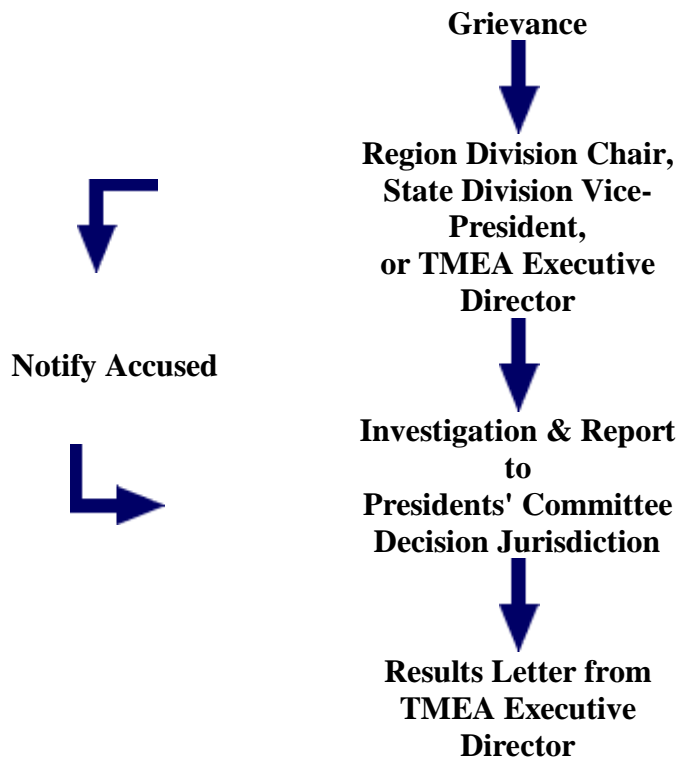 Grievance
Region Division Chair,
State Division Vice-
President,
or TMEA Executive
Director
Notify Accused
Investigation & Report
to
Presidents' Committee
Decision Jurisdiction
Results Letter from
TMEA Executive
Director